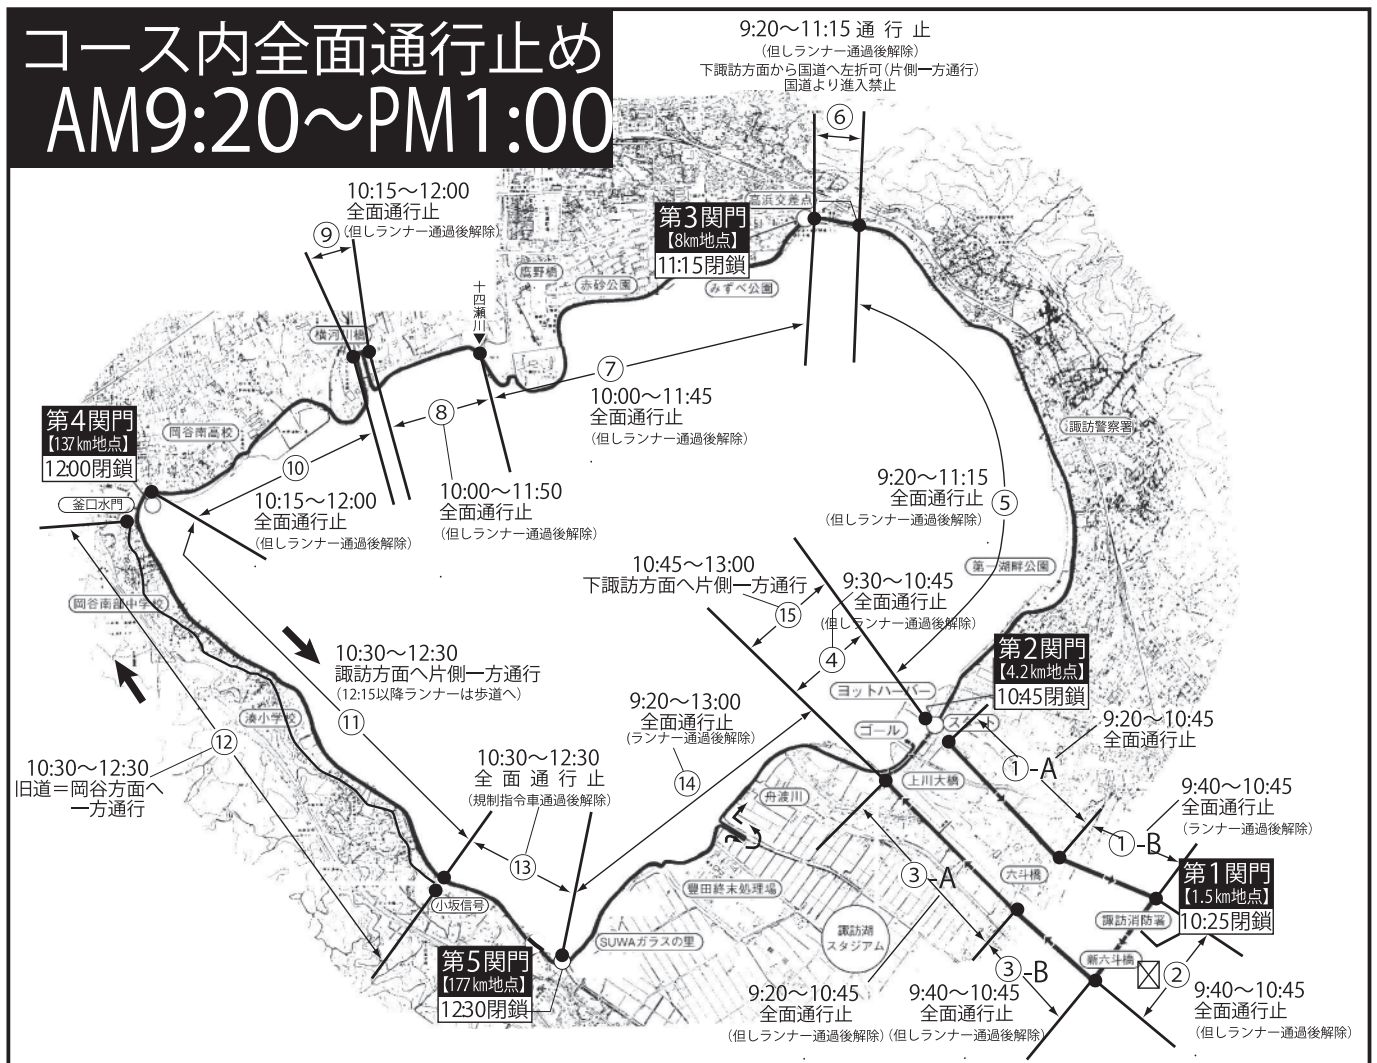 コース内全面通行止め
AM9:20〜PM1:00
9:20〜11:15 通 行 止
(但しランナー通過後解除)
下諏訪方面から国道へ左折可(片側一方通行)
国道より進入禁止
⑥
10:15〜12:00
全面通行止
(但しランナー通過後解除)
⑨
高浜交差点
第3関門
【8km地点】
11:15閉鎖
鷹野橋
赤砂公園
みずべ公園
十四瀬川
横河川橋
⑦
10:00〜11:45
全面通行止
(但しランナー通過後解除)
⑧
第4関門
【137km地点】
12:00閉鎖
岡谷南高校
諏訪警察署
⑩
釜口水門
10:15〜12:00
全面通行止
(但しランナー通過後解除)
10:00〜11:50
全面通行止
(但しランナー通過後解除)
9:20〜11:15
全面通行止
(但しランナー通過後解除)
⑤
10:45〜13:00
下諏訪方面へ片側一方通行
⑮
9:30〜10:45
全面通行止
(但しランナー通過後解除)
④
第一湖畔公園
岡谷南部中学校
10:30〜12:30
諏訪方面へ片側一方通行
(12:15以降ランナーは歩道へ)
⑪
第2関門
【4.2km地点】
10:45閉鎖
ヨットハーバー
スタート
ゴール
湊小学校
⑫
9:20〜13:00
全面通行止
(ランナー通過後解除)
⑭
9:20〜10:45
全面通行止
①-A
10:30〜12:30
旧道=岡谷方面へ
一方通行
10:30〜12:30
全 面 通 行 止
(規制指令車通過後解除)
⑬
上川大橋
舟渡川
9:40〜10:45
全面通行止
(ランナー通過後解除)
①-B
③-A
六斗橋
第1関門
【1.5km地点】
10:25閉鎖
豊田終末処理場
小坂信号
諏訪消防署
諏訪湖
スタジアム
SUWAガラスの里
新六斗橋
③-B
②
第5関門
【177km地点】
1230閉鎖
9:20〜10:45
全面通行止
(但しランナー通過後解除)
9:40〜10:45
全面通行止
(但しランナー通過後解除)
9:40〜10:45
全面通行止
(但しランナー通過後解除)